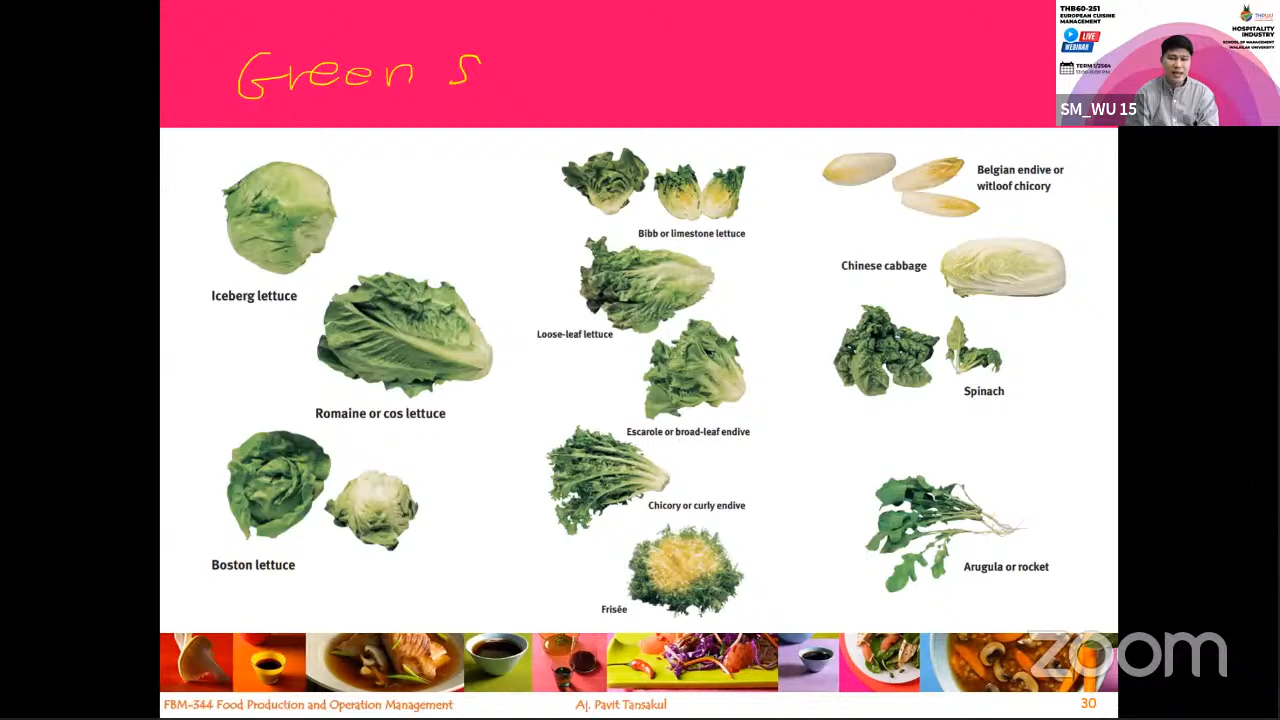 Greens
Iceberg lettuce
Romaine or cos lettuce
Boston lettuce
Bibb or limestone lettuce
Loose-leaf lettuce
Escarole or broad-leaf endive
Chicory or curly endive
Frisée
Belgian endive or
witloof chicory
Chinese cabbage
Spinach
Arugula or rocket
FBM-344 Food Production and Operation Management
Aj. Pavit Tansakul
30
THB60-251
EUROPEAN CUISINE
MANAGEMENT
LIVE
WEBINAR
TERM 1/2564
HOSPITALITY
INDUSTRY
SCHOOL OF MANAGEMENT
WALAILAK UNIVERSITY
SM_WU 15
zoom